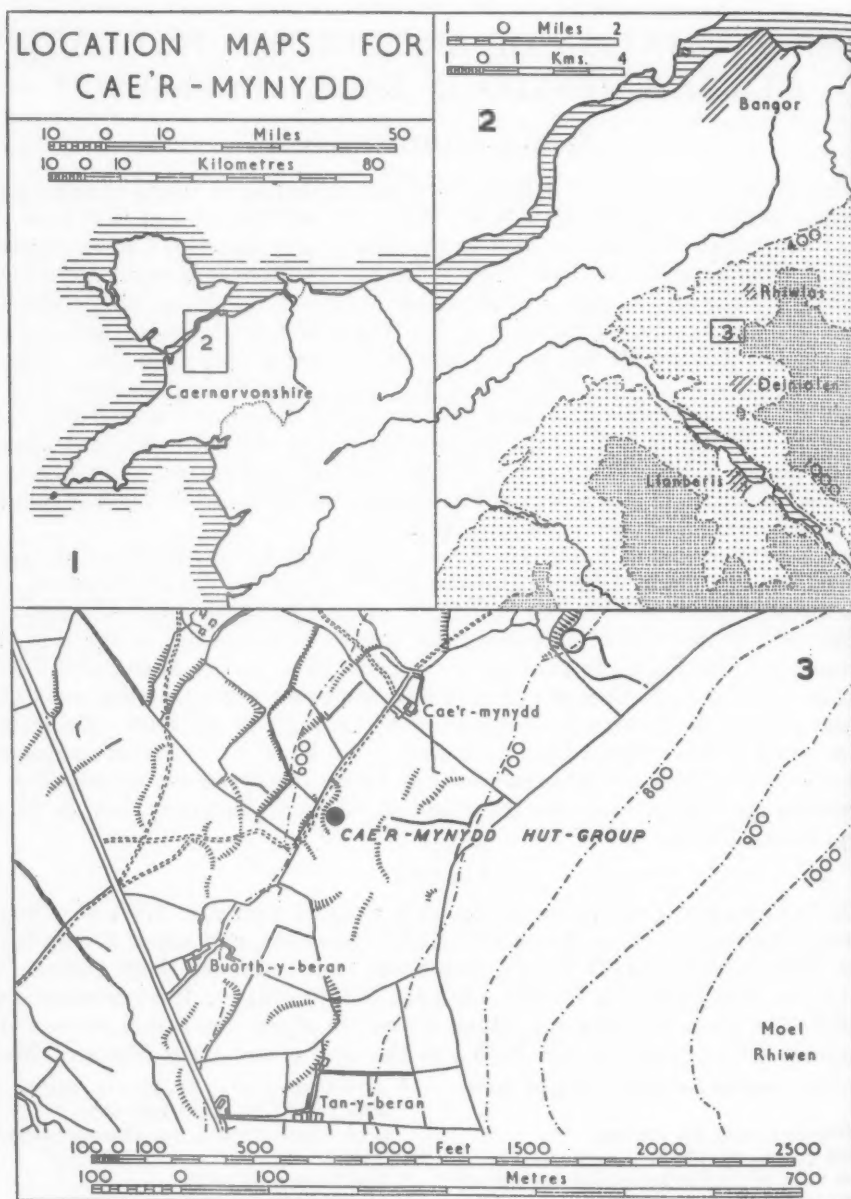 LOCATION MAPS FOR
CAE'R-MYNYDD
10 0 10 Miles 50
10 0 10 Kilometres 80
2
Caernarvonshire
1
1 0 Miles 2
1 0 1 Kms. 4
2
Bangor
400
Rhiwlas
3
Deiniolen
Llanberis
1000
3
Cae'r-mynydd
600
700
800
900
1000
CAE'R-MYNYDD HUT-GROUP
Buarth-y-beran
Moel
Rhiwen
Tan-y-beran
100 0 100 500 1000 Feet 1500 2000 2500
100 0 100 Metres 700